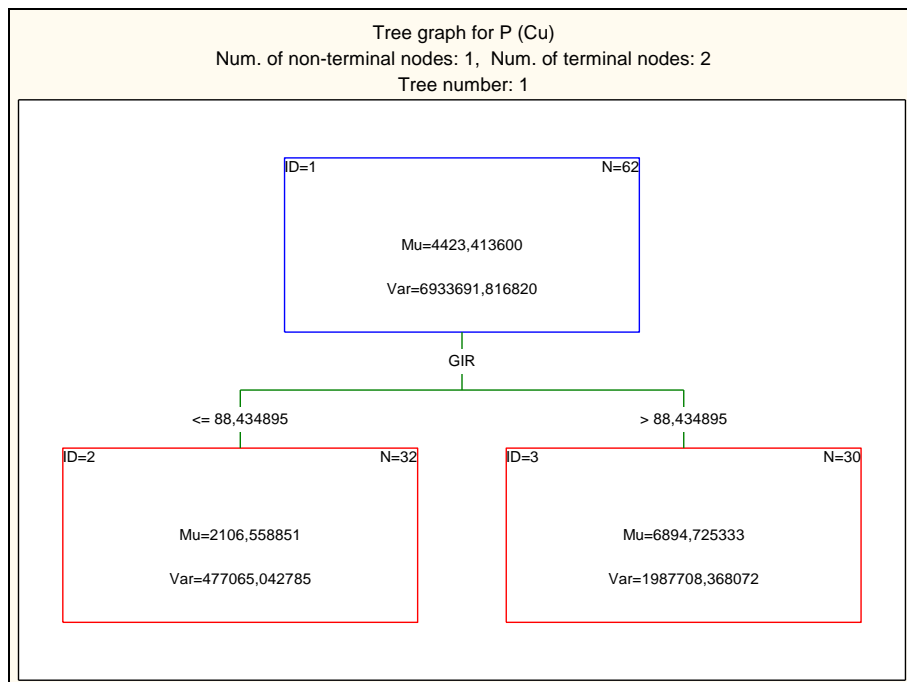 Tree graph for P (Cu)
Num. of non-terminal nodes: 1,  Num. of terminal nodes: 2
Tree number: 1
ID=1 N=62
Mu=4423,413600
Var=6933691,816820
GIR
<= 88,434895 > 88,434895
ID=2 N=32 ID=3 N=30
Mu=2106,558851 Mu=6894,725333
Var=477065,042785 Var=1987708,368072